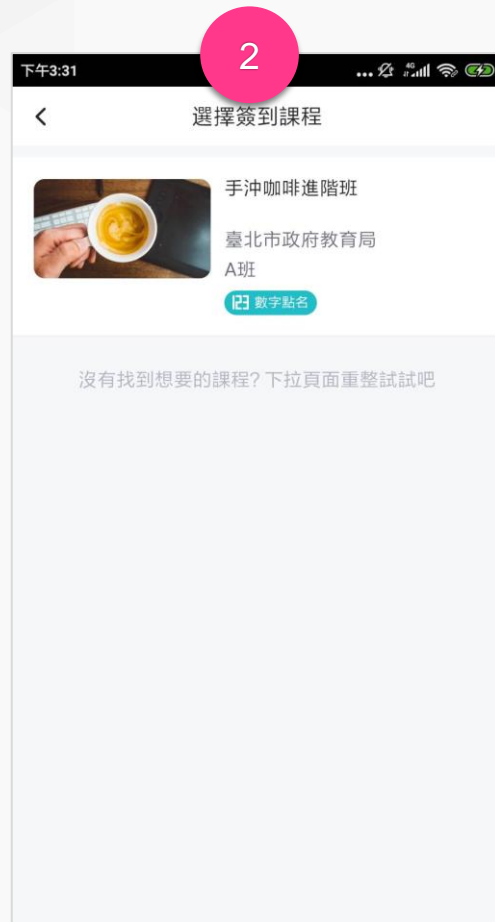 2
下午3:31
4G
選擇簽到課程
手沖咖啡進階班
臺北市政府教育局
A班
123 數字點名
沒有找到想要的課程? 下拉頁面重整試試吧